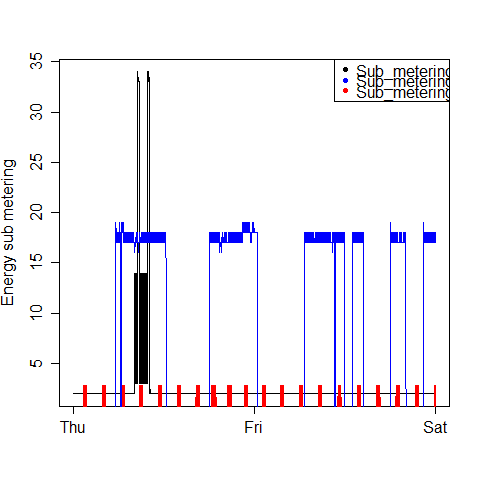 Energy sub metering
35
30
25
20
15
10
5
Thu Fri Sat
Sub_metering
Sub_metering
Sub_metering